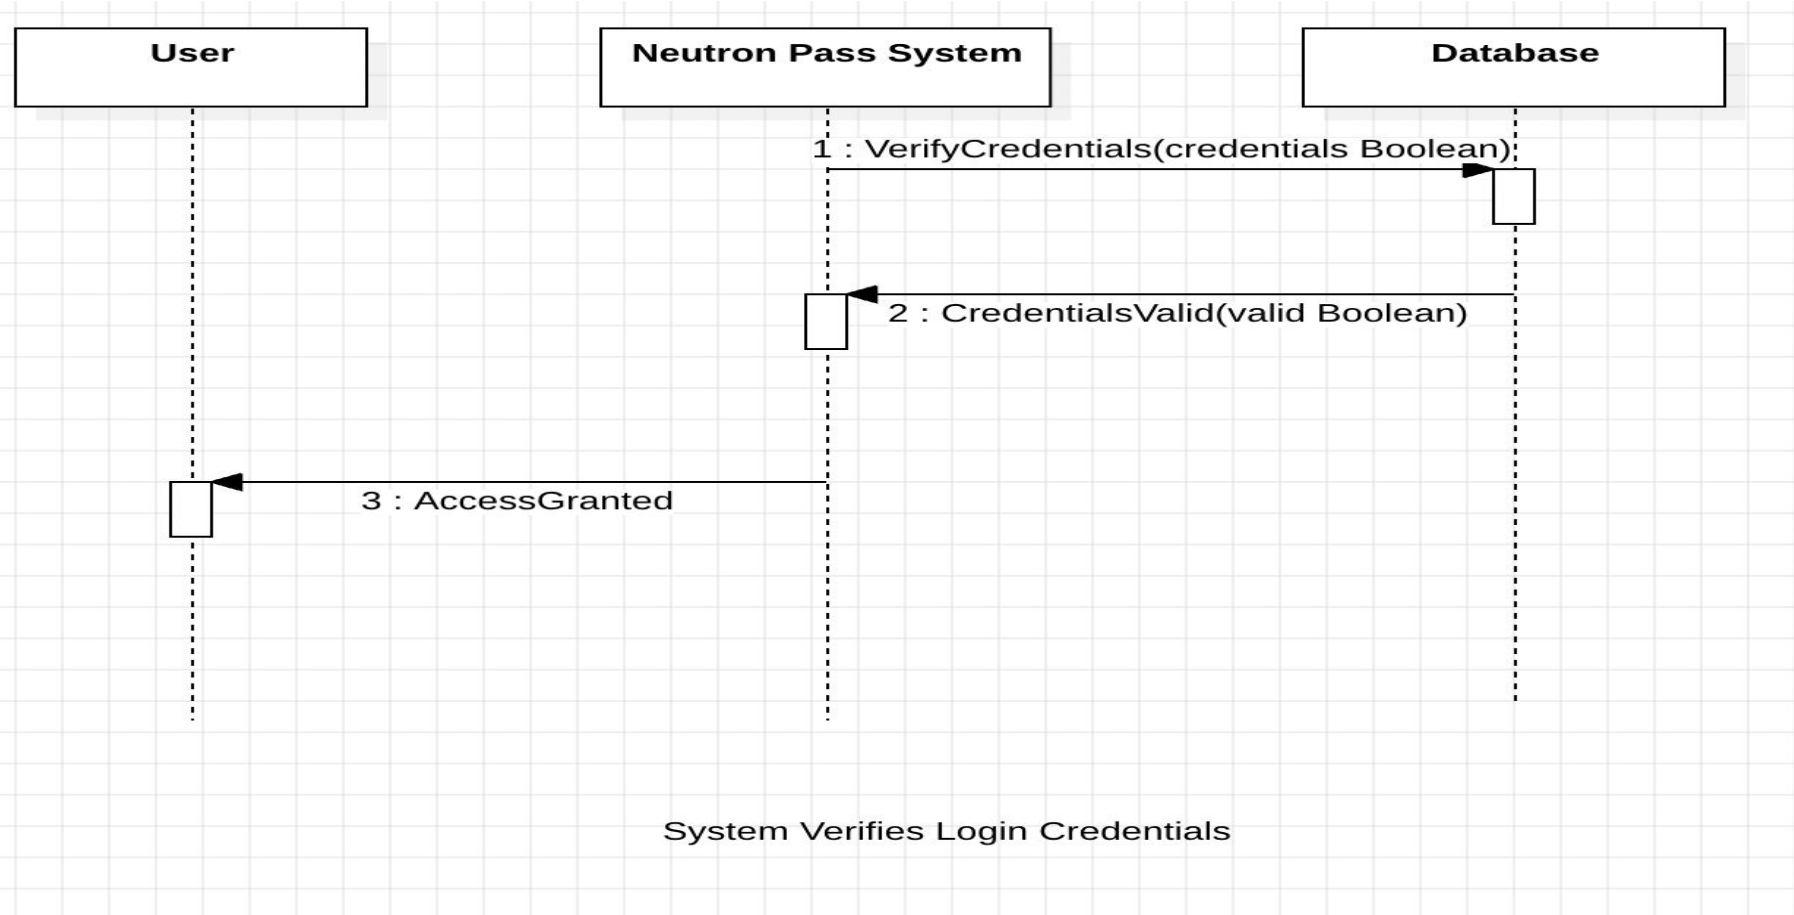 User
Neutron Pass System
Database
1 : VerifyCredentials(credentials Boolean)
2 : CredentialsValid(valid Boolean)
3 : AccessGranted
System Verifies Login Credentials